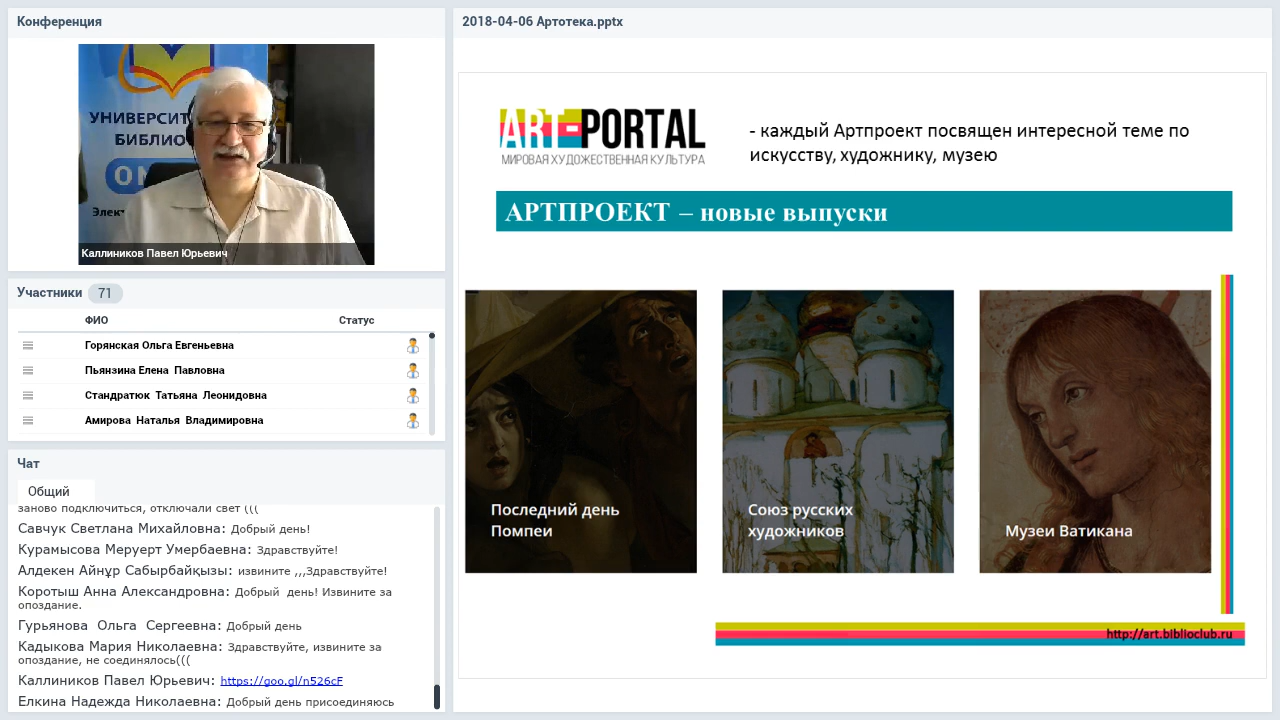 Конференция
УНИВЕРСИТ
БИБЛИО
Элект
Каллиников Павел Юрьевич
Участники 71
ФИО Статус
Горянская Ольга Евгеньевна
Пьянзина Елена Павловна
Стандратюк Татьяна Леонидовна
Амирова Наталья Владимировна
Чат
Общий
заново подключиться, отключали свет (((
Савчук Светлана Михайловна: Добрый день!
Курамысова Меруерт Умербаевна: Здравствуйте!
Алдекен Айнұр Сабырбайқызы: извините ,,,Здравствуйте!
Коротыш Анна Александровна: Добрый день! Извините за
опоздание.
Гурьянова Ольга Сергеевна: Добрый день
Кадыкова Мария Николаевна: Здравствуйте, извините за
опоздание, не соединялось(((
Каллиников Павел Юрьевич: https://goo.gl/n526cF
Елкина Надежда Николаевна: Добрый день присоединяюсь
2018-04-06 Артотека.pptx
ART-PORTAL
МИРОВАЯ ХУДОЖЕСТВЕННАЯ КУЛЬТУРА
- каждый Артпроект посвящен интересной теме по
искусству, художнику, музею
АРТПРОЕКТ – новые выпуски
Последний день
Помпеи
Союз русских
художников
Музеи Ватикана
http://art.biblioclub.ru